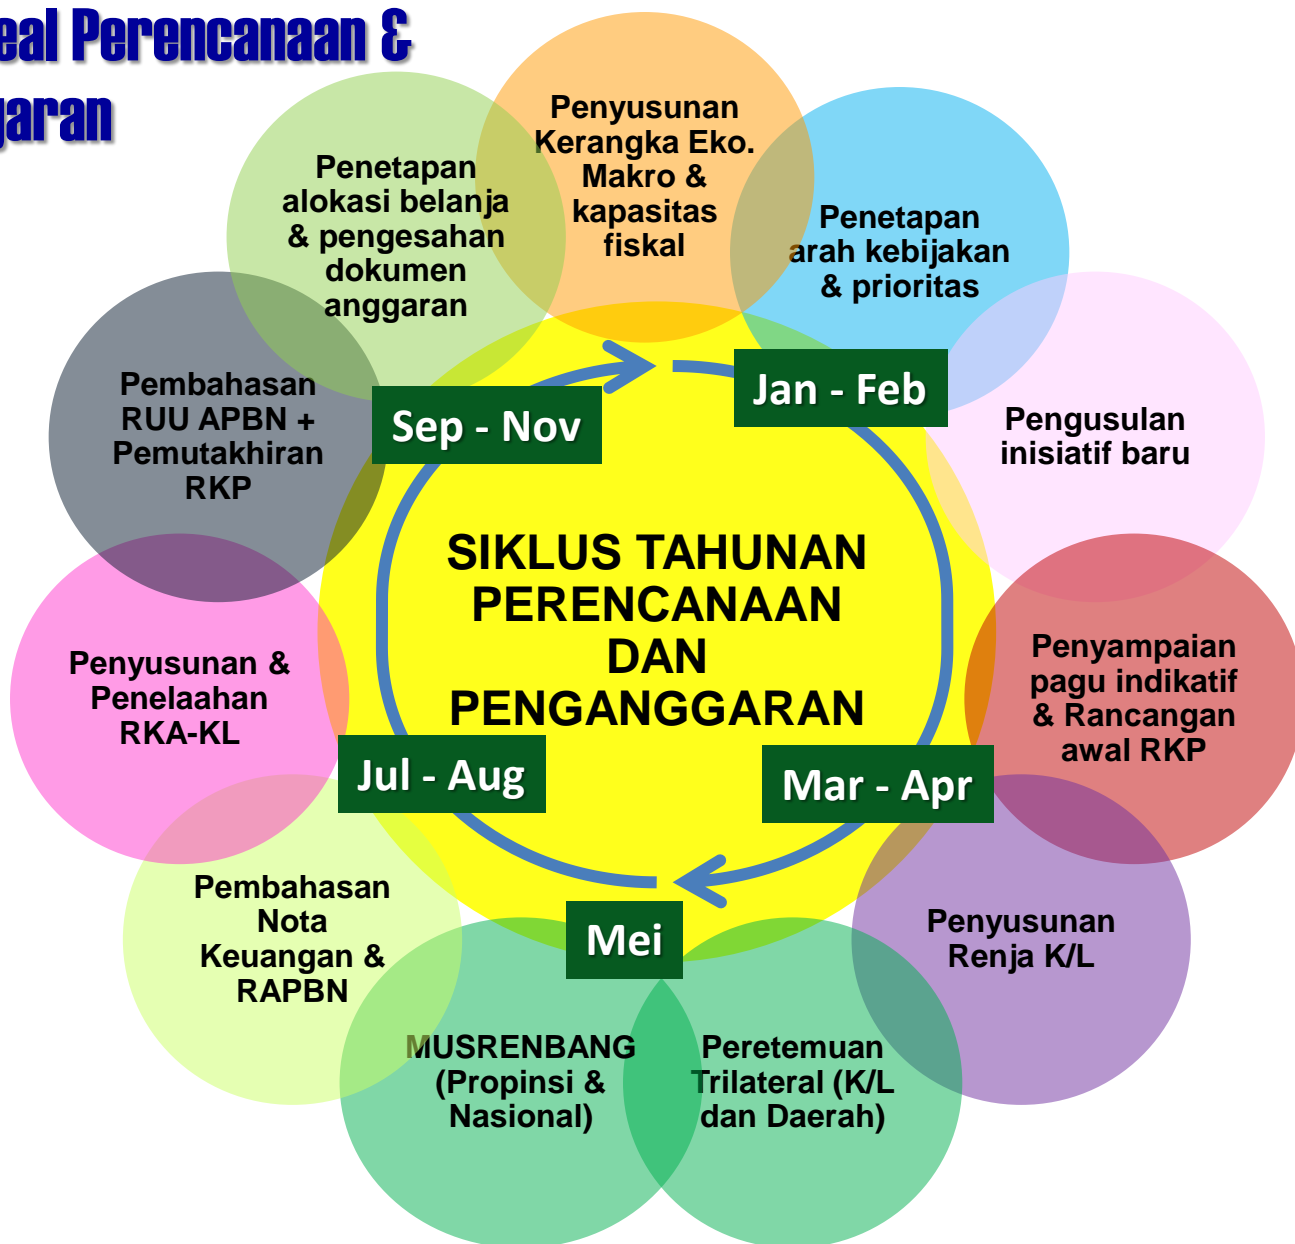 eal Perencanaan &
garan
Penyusunan
Kerangka Eko.
Makro &
kapasitas
fiskal
Penetapan
arah kebijakan
& prioritas
Pengusulan
inisiatif baru
Penyampaian
pagu indikatif
& Rancangan
awal RKP
Penyusunan
Renja K/L
Peretemuan
Trilateral (K/L
dan Daerah)
MUSRENBANG
(Propinsi &
Nasional)
Pembahasan
Nota
Keuangan &
RAPBN
Penyusunan &
Penelaahan
RKA-KL
Pembahasan
RUU APBN +
Pemutakhiran
RKP
Penetapan
alokasi belanja
& pengesahan
dokumen
anggaran
Jan - Feb
Mar - Apr
Mei
Jul - Aug
Sep - Nov
SIKLUS TAHUNAN
PERENCANAAN
DAN
PENGANGGARAN